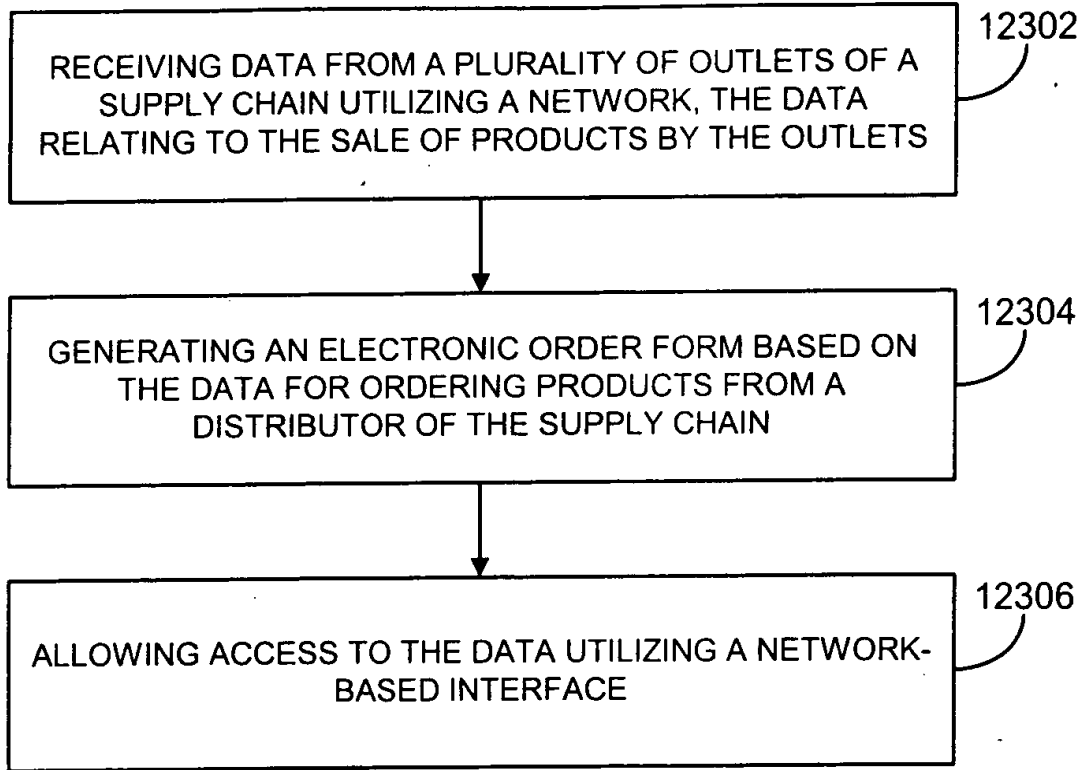 12302
RECEIVING DATA FROM A PLURALITY OF OUTLETS OF A
SUPPLY CHAIN UTILIZING A NETWORK, THE DATA
RELATING TO THE SALE OF PRODUCTS BY THE OUTLETS
12304
GENERATING AN ELECTRONIC ORDER FORM BASED ON
THE DATA FOR ORDERING PRODUCTS FROM A
DISTRIBUTOR OF THE SUPPLY CHAIN
12306
ALLOWING ACCESS TO THE DATA UTILIZING A NETWORK-
BASED INTERFACE